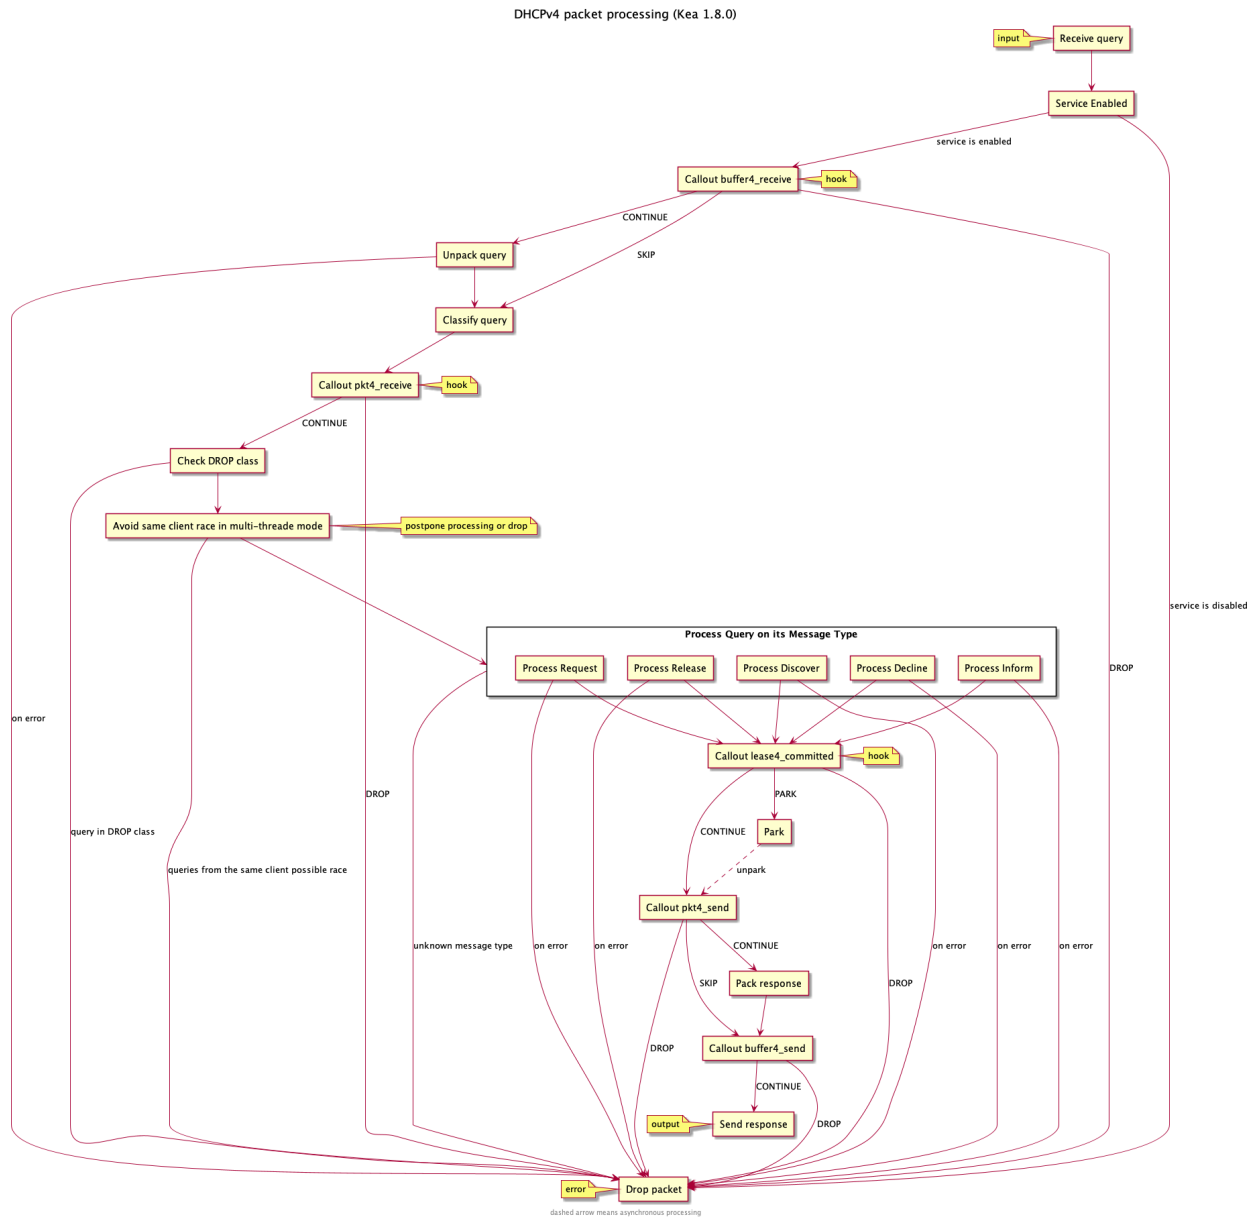 DHCPv4 packet processing (Kea 1.8.0)
input
Receive query
Service Enabled
service is enabled
Callout buffer4_receive
hook
CONTINUE
Unpack query
SKIP
Classify query
Callout pkt4_receive
hook
CONTINUE
Check DROP class
Avoid same client race in multi-threade mode
postpone processing or drop
service is disabled
Process Query on its Message Type
Process Request
Process Release
Process Discover
Process Decline
Process Inform
DROP
on error
Callout lease4_committed
hook
DROP
PARK
query in DROP class
CONTINUE
Park
queries from the same client possible race
unpark
Callout pkt4_send
unknown message type
on error
on error
CONTINUE
on error
on error
on error
SKIP
Pack response
DROP
DROP
Callout buffer4_send
CONTINUE
output
Send response
DROP
error
Drop packet
dashed arrow means asynchronous processing